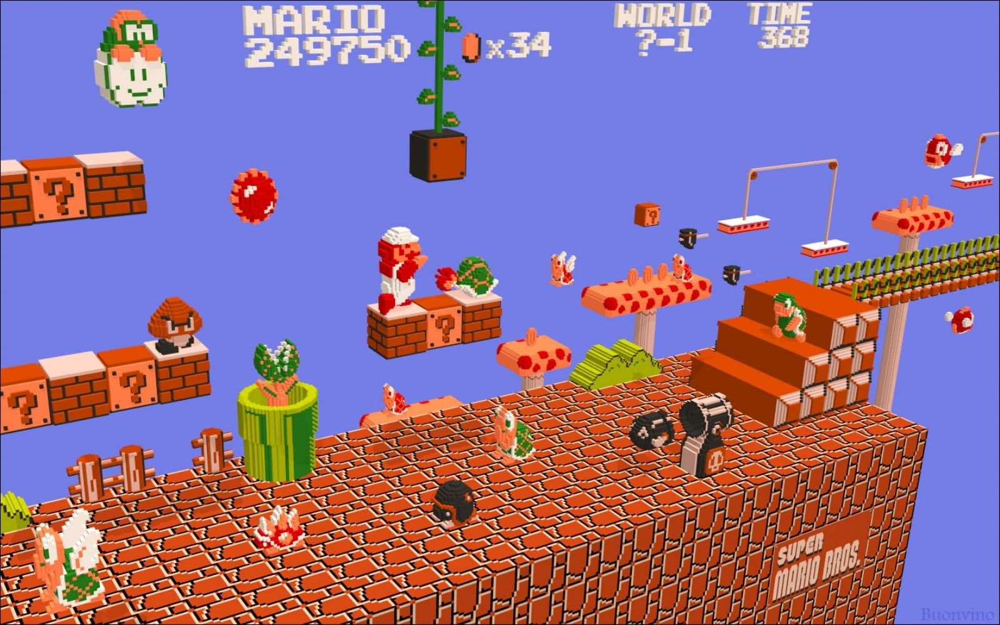 MARIO
249750
x34
WORLD
?-1
TIME
368
?
?
?
?
?
SUPER
MARIO BROS.
Buonvino